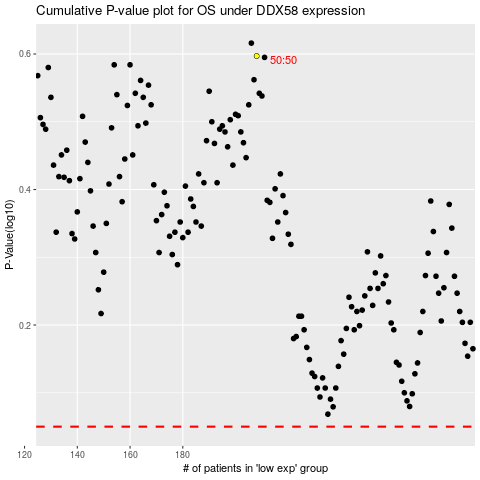 Cumulative P-value plot for OS under DDX58 expression
50:50
0.6
0.4
0.2
P-Value(log10)
120 140 160 180
124
# of patients in 'low exp' group